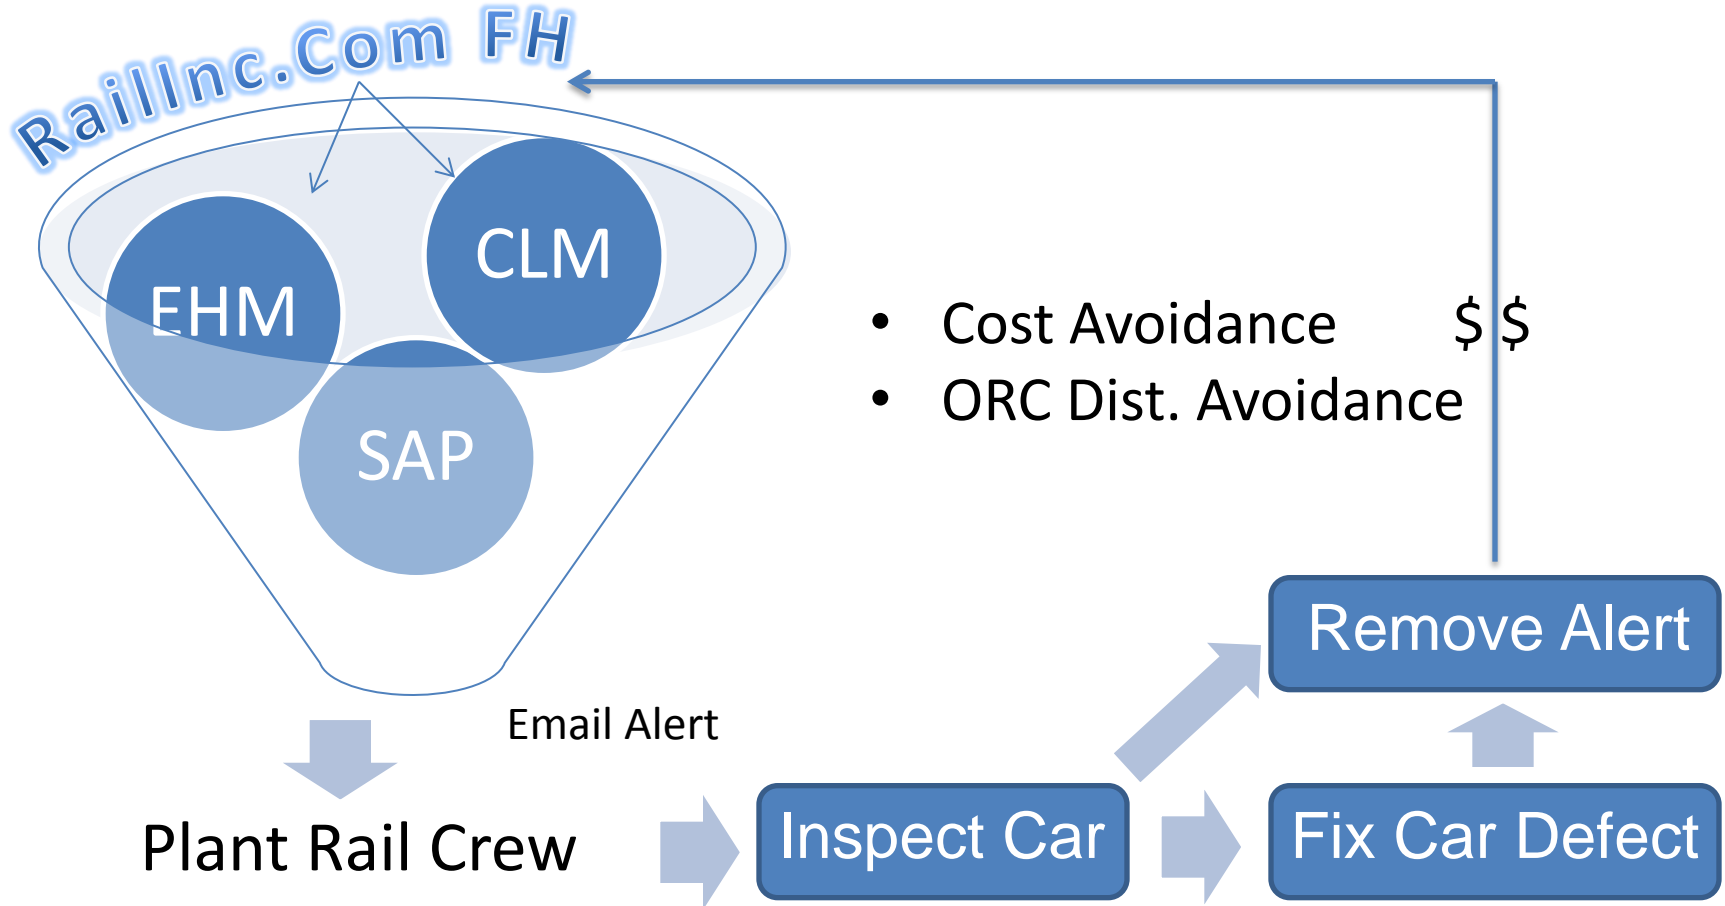 RailInc.Com FH
EHM
CLM
SAP
• Cost Avoidance $ $
• ORC Dist. Avoidance
Email Alert
Plant Rail Crew
Inspect Car
Fix Car Defect
Remove Alert